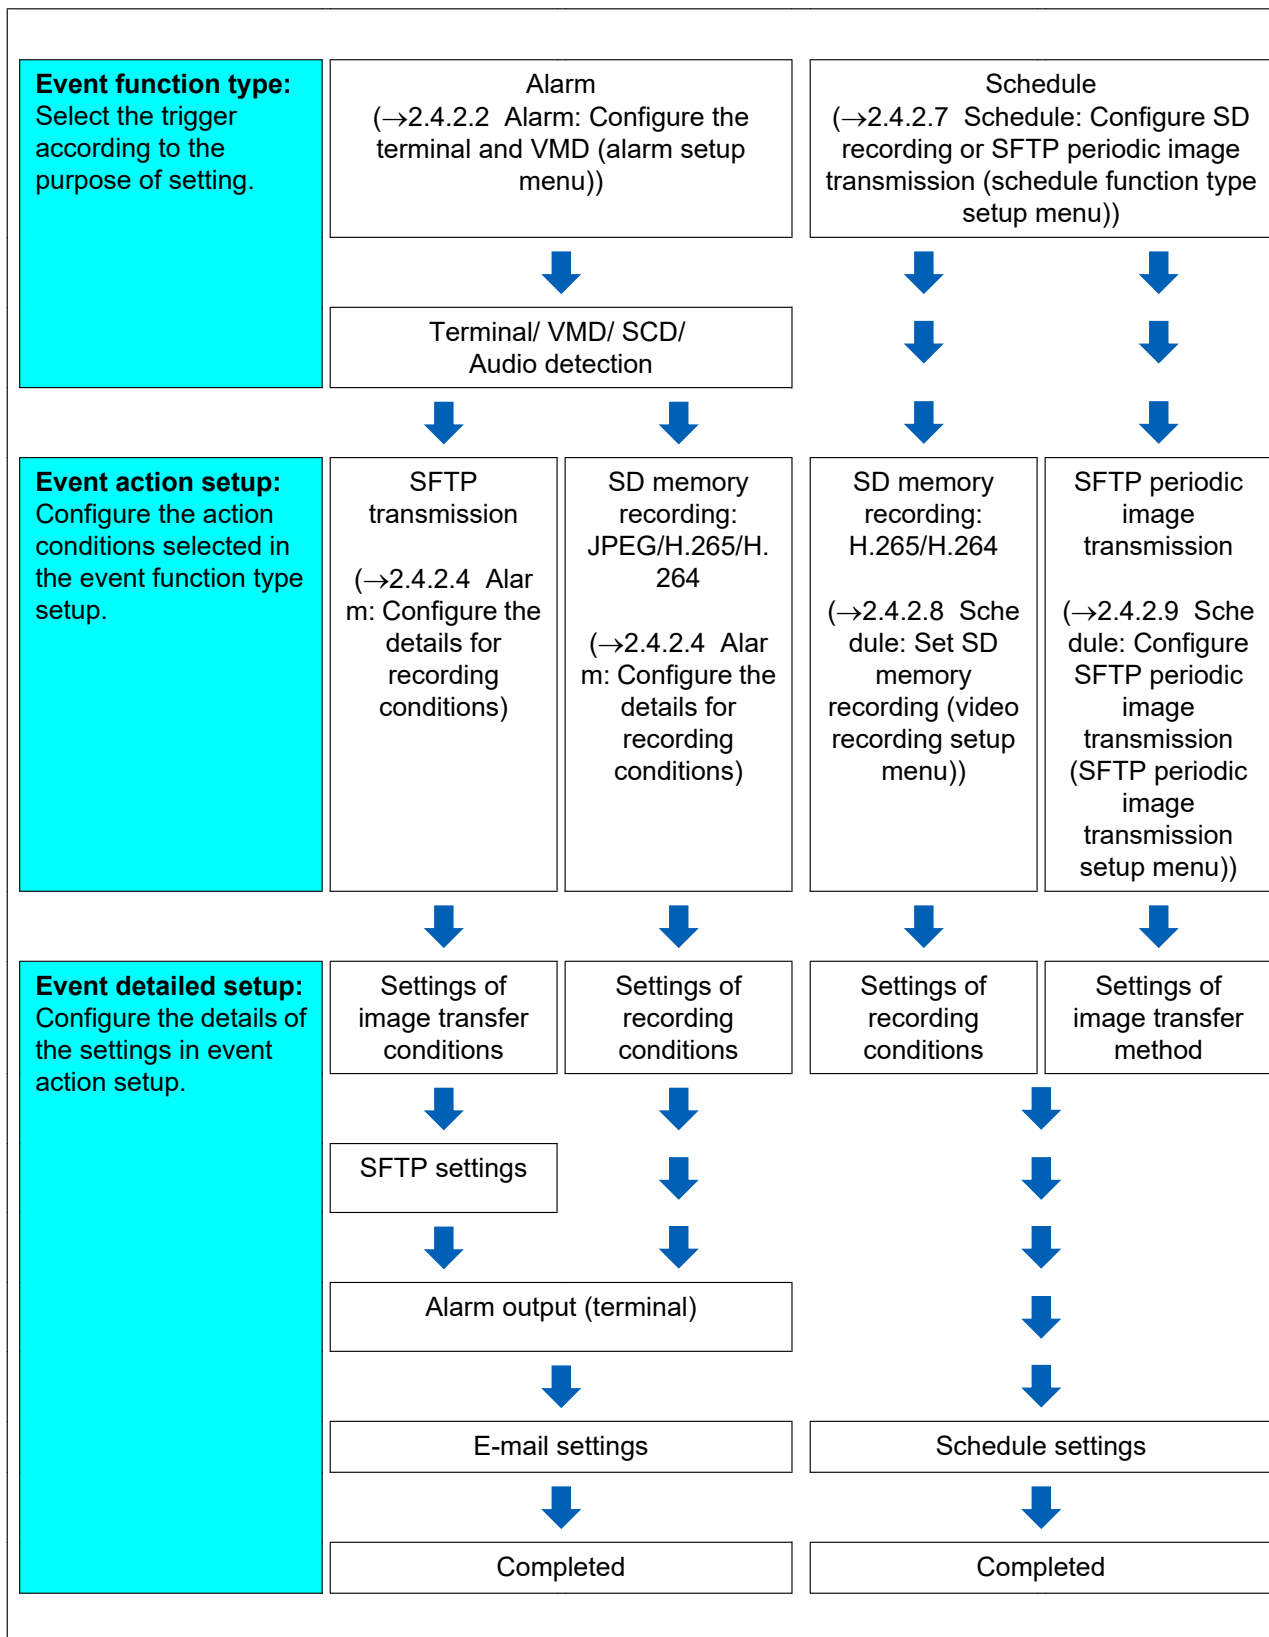 Event function type:
Select the trigger
according to the
purpose of setting.
Alarm
(→2.4.2.2 Alarm: Configure the
terminal and VMD (alarm setup
menu))
Schedule
(→2.4.2.7 Schedule: Configure SD
recording or SFTP periodic image
transmission (schedule function type
setup menu))
Terminal/ VMD/ SCD/
Audio detection
Event action setup:
Configure the action
conditions selected in
the event function type
setup.
SFTP
transmission
(→2.4.2.4 Alar
m: Configure the
details for
recording
conditions)
SD memory
recording:
JPEG/H.265/H.
264
(→2.4.2.4 Alar
m: Configure the
details for
recording
conditions)
SD memory
recording:
H.265/H.264
(→2.4.2.8 Sche
dule: Set SD
memory
recording (video
recording setup
menu))
SFTP periodic
image
transmission
(→2.4.2.9 Sche
dule: Configure
SFTP periodic
image
transmission
(SFTP periodic
image
transmission
setup menu))
Event detailed setup:
Configure the details of
the settings in event
action setup.
Settings of
image transfer
conditions
Settings of
recording
conditions
Settings of
recording
conditions
Settings of
image transfer
method
SFTP settings
Alarm output (terminal)
E-mail settings
Schedule settings
Completed
Completed